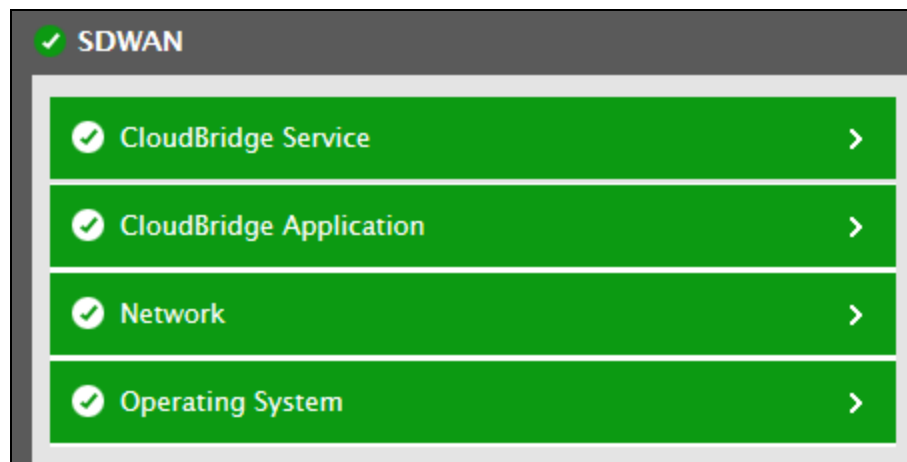 SDWAN
CloudBridge Service
CloudBridge Application
Network
Operating System